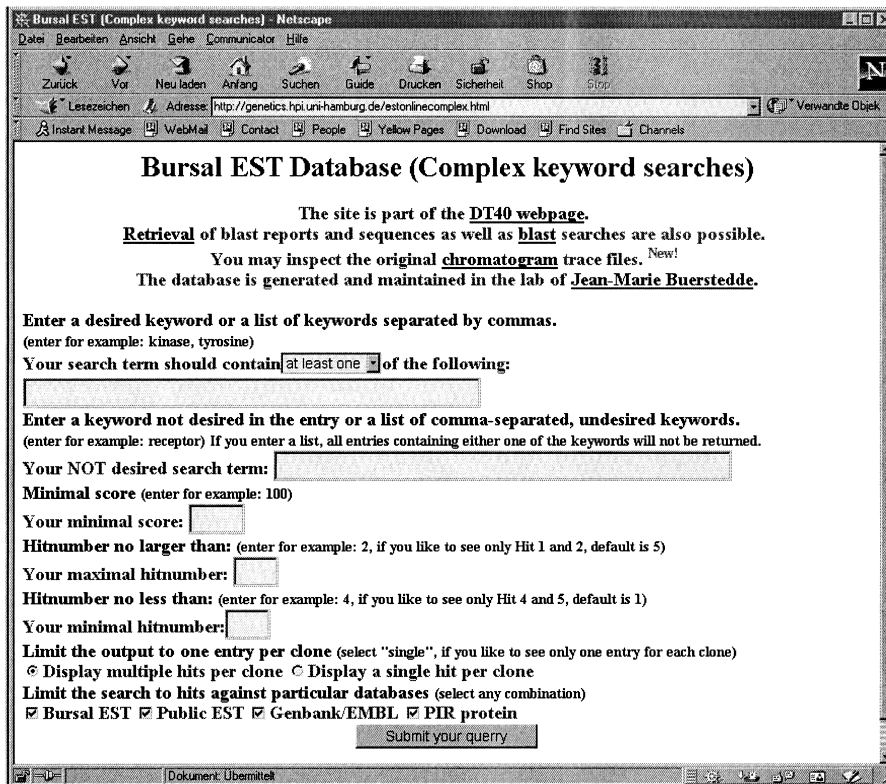 Bursal EST (Complex keyword searches) - Netscape
Datei Bearbeiten Ansicht Gehe Communicator Hilfe
Zurück Vor Neu laden Anfang Suchen Guide Drucken Sicherheit Shop Stop
N
Lesezeichen Adresse: http://genetics.hpi.uni-hamburg.de/estonlinecomplex.html Verwandte Objek
Instant Message WebMail Contact People Yellow Pages Download Find Sites Channels
Bursal EST Database (Complex keyword searches)
The site is part of the DT40 webpage.
Retrieval of blast reports and sequences as well as blast searches are also possible.
You may inspect the original chromatogram trace files. New!
The database is generated and maintained in the lab of Jean-Marie Buerstedde.
Enter a desired keyword or a list of keywords separated by commas.
(enter for example: kinase, tyrosine)
Your search term should contain at least one of the following:
Enter a keyword not desired in the entry or a list of comma-separated, undesired keywords.
(enter for example: receptor) If you enter a list, all entries containing either one of the keywords will not be returned.
Your NOT desired search term:
Minimal score (enter for example: 100)
Your minimal score:
Hitnumber no larger than: (enter for example: 2, if you like to see only Hit 1 and 2, default is 5)
Your maximal hitnumber:
Hitnumber no less than: (enter for example: 4, if you like to see only Hit 4 and 5, default is 1)
Your minimal hitnumber:
Limit the output to one entry per clone (select "single", if you like to see only one entry for each clone)
Display multiple hits per clone Display a single hit per clone
Limit the search to hits against particular databases (select any combination)
Bursal EST Public EST Genbank/EMBL PIR protein
Submit your querry
Dokument: Übermittelt